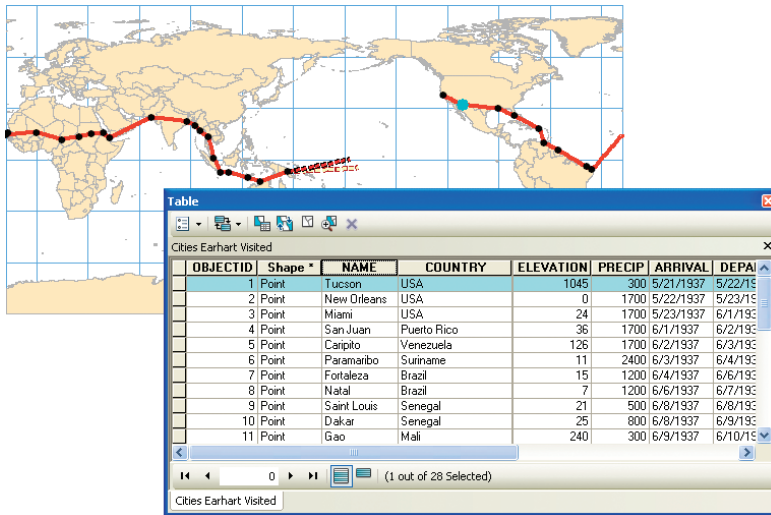 Table
Cities Earhart Visited
OBJECTID Shape * NAME COUNTRY ELEVATION PRECIP ARRIVAL DEPA
1 Point Tucson USA 1045 300 5/21/1937 5/22/19
2 Point New Orleans USA 0 1700 5/22/1937 5/23/19
3 Point Miami USA 24 1700 5/23/1937 6/1/193
4 Point San Juan Puerto Rico 36 1700 6/1/1937 6/2/193
5 Point Caripito Venezuela 126 1700 6/2/1937 6/3/193
6 Point Paramaribo Suriname 11 2400 6/3/1937 6/4/193
7 Point Fortaleza Brazil 15 1200 6/4/1937 6/6/193
8 Point Natal Brazil 7 1200 6/6/1937 6/7/193
9 Point Saint Louis Senegal 21 500 6/8/1937 6/8/193
10 Point Dakar Senegal 25 800 6/8/1937 6/9/193
11 Point Gao Mali 240 300 6/9/1937 6/10/19
0 (1 out of 28 Selected)
Cities Earhart Visited